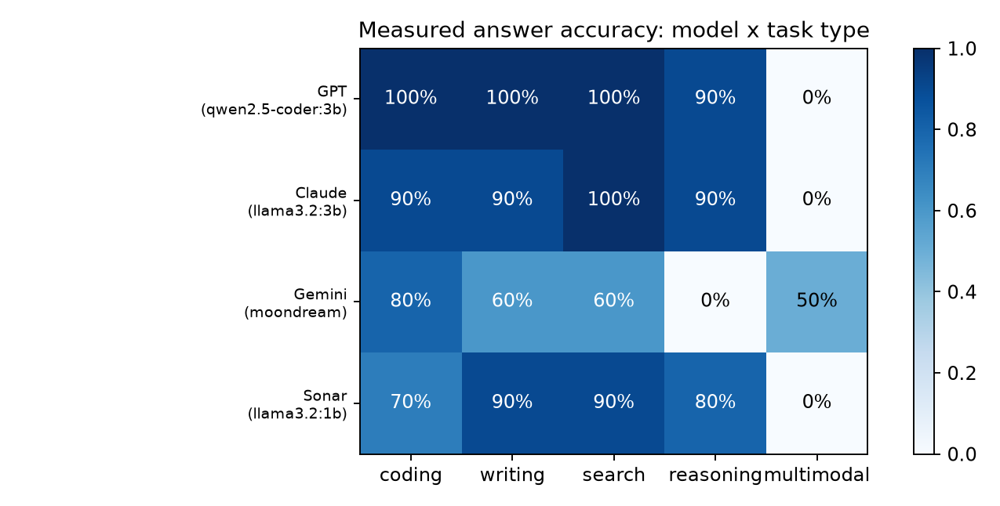 Measured answer accuracy: model x task type
GPT
(qwen2.5-coder:3b)
100% 100% 100% 90% 0%
Claude
(llama3.2:3b)
90% 90% 100% 90% 0%
Gemini
(moondream)
80% 60% 60% 0% 50%
Sonar
(llama3.2:1b)
70% 90% 90% 80% 0%
coding writing search reasoning multimodal
1.0
0.8
0.6
0.4
0.2
0.0